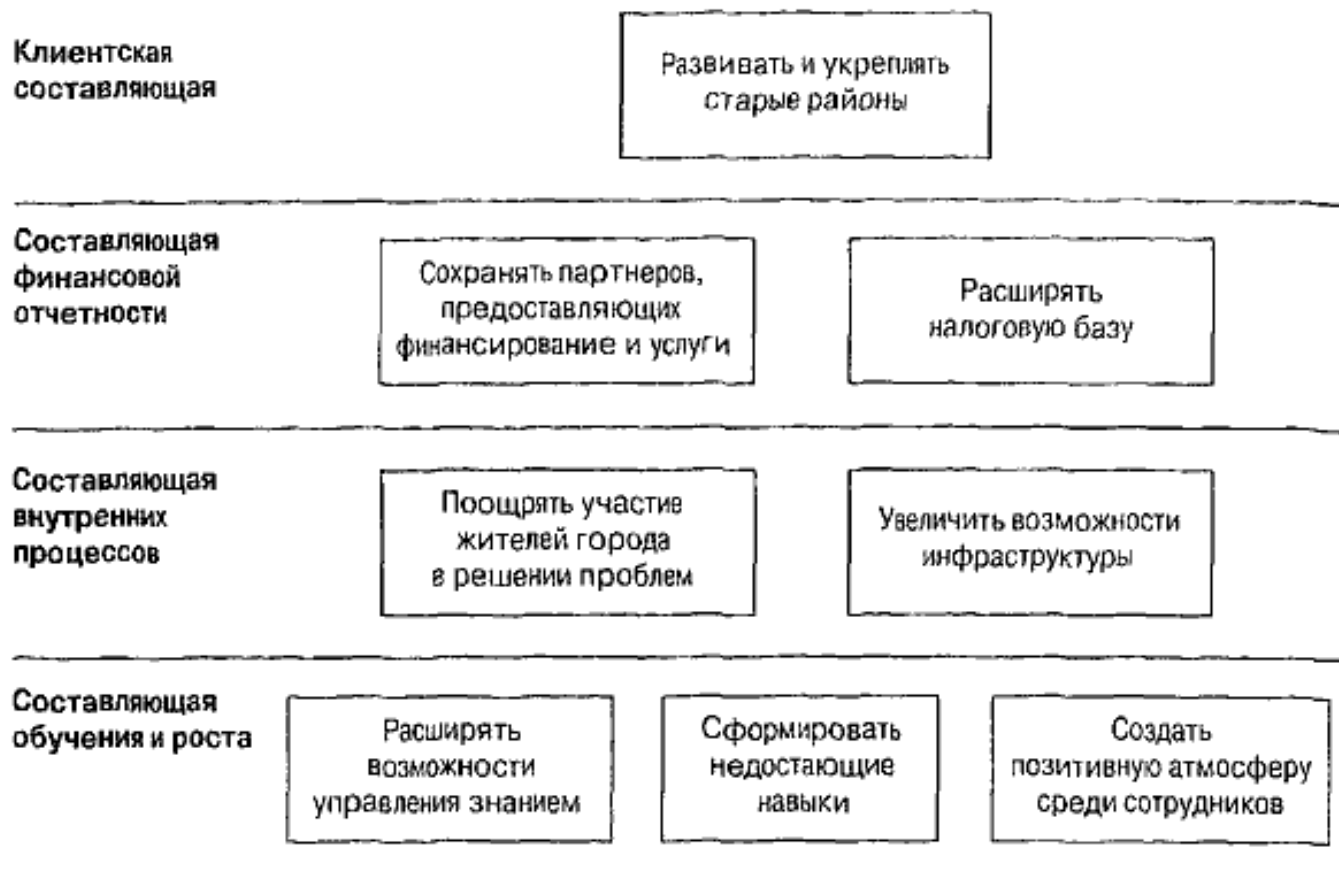 Клиентская
составляющая
Развивать и укреплять
старые районы
Составляющая
финансовой
отчетности
Сохранять партнеров,
предоставляющих
финансирование и услуги
Расширять
налоговую базу
Составляющая
внутренних
процессов
Поощрять участие
жителей города
в решении проблем
Увеличить возможности
инфраструктуры
Составляющая
обучения и роста
Расширять
возможности
управления знанием
Сформировать
недостающие
навыки
Создать
позитивную атмосферу
среди сотрудников